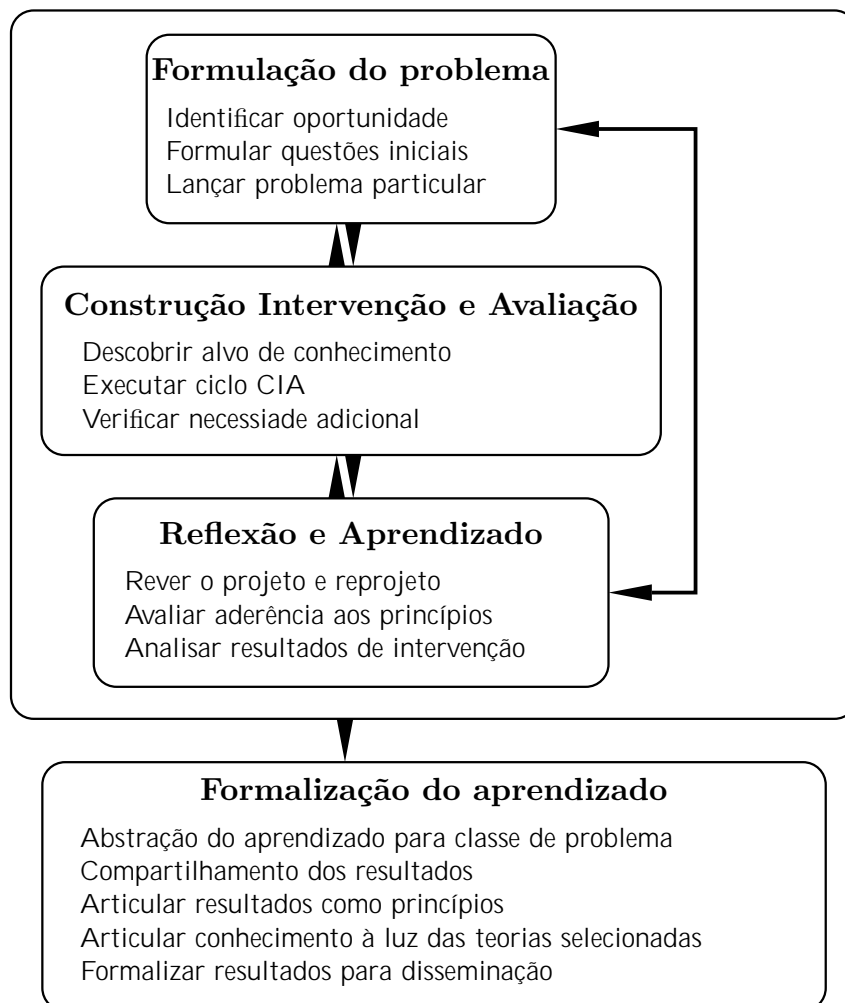 Formulação do problema
Identificar oportunidade
Formular questões iniciais
Lançar problema particular
Construção Intervenção e Avaliação
Descobrir alvo de conhecimento
Executar ciclo CIA
Verificar necessiade adicional
Reflexão e Aprendizado
Rever o projeto e reprojeto
Avaliar aderência aos princípios
Analisar resultados de intervenção
Formalização do aprendizado
Abstração do aprendizado para classe de problema
Compartilhamento dos resultados
Articular resultados como princípios
Articular conhecimento à luz das teorias selecionadas
Formalizar resultados para disseminação